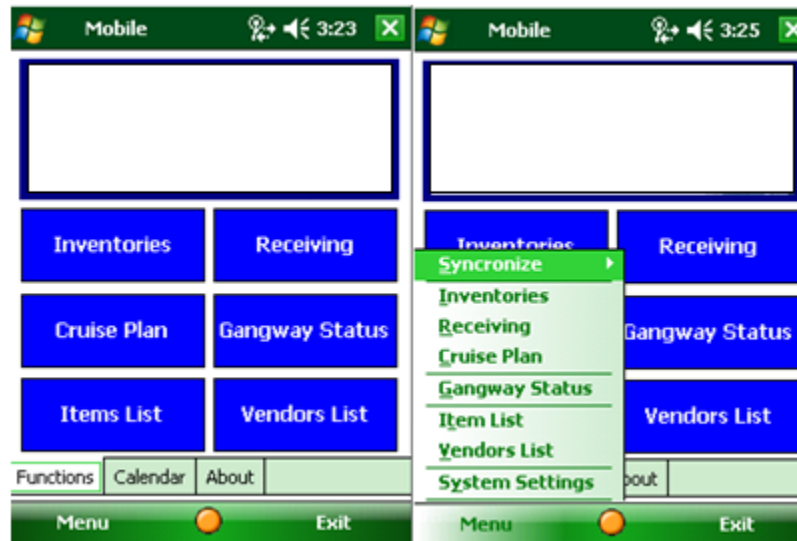 Mobile 3:23
Inventories Receiving
Cruise Plan Gangway Status
Items List Vendors List
Functions Calendar About
Menu Exit
Mobile 3:25
Inventories Receiving
Syncronize
Inventories
Receiving
Cruise Plan
Gangway Status
Gangway Status
Item List
Vendors List
Vendors List
System Settings
bout
Menu Exit